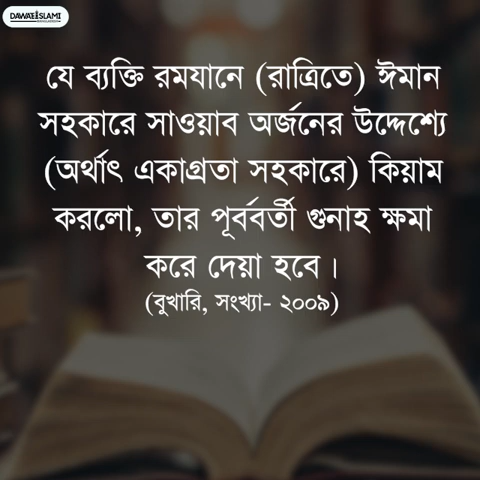 DAWATEISLAMI
যে ব্যক্তি রমযানে (রাত্রিতে) ঈমান
সহকারে সাওয়াব অর্জনের উদ্দেশ্যে
(অর্থাৎ একাগ্রতা সহকারে) কিয়াম
করলো, তার পূর্ববর্তী গুনাহ ক্ষমা
করে দেয়া হবে।
(বুখারি, সংখ্যা- ২০০৯)